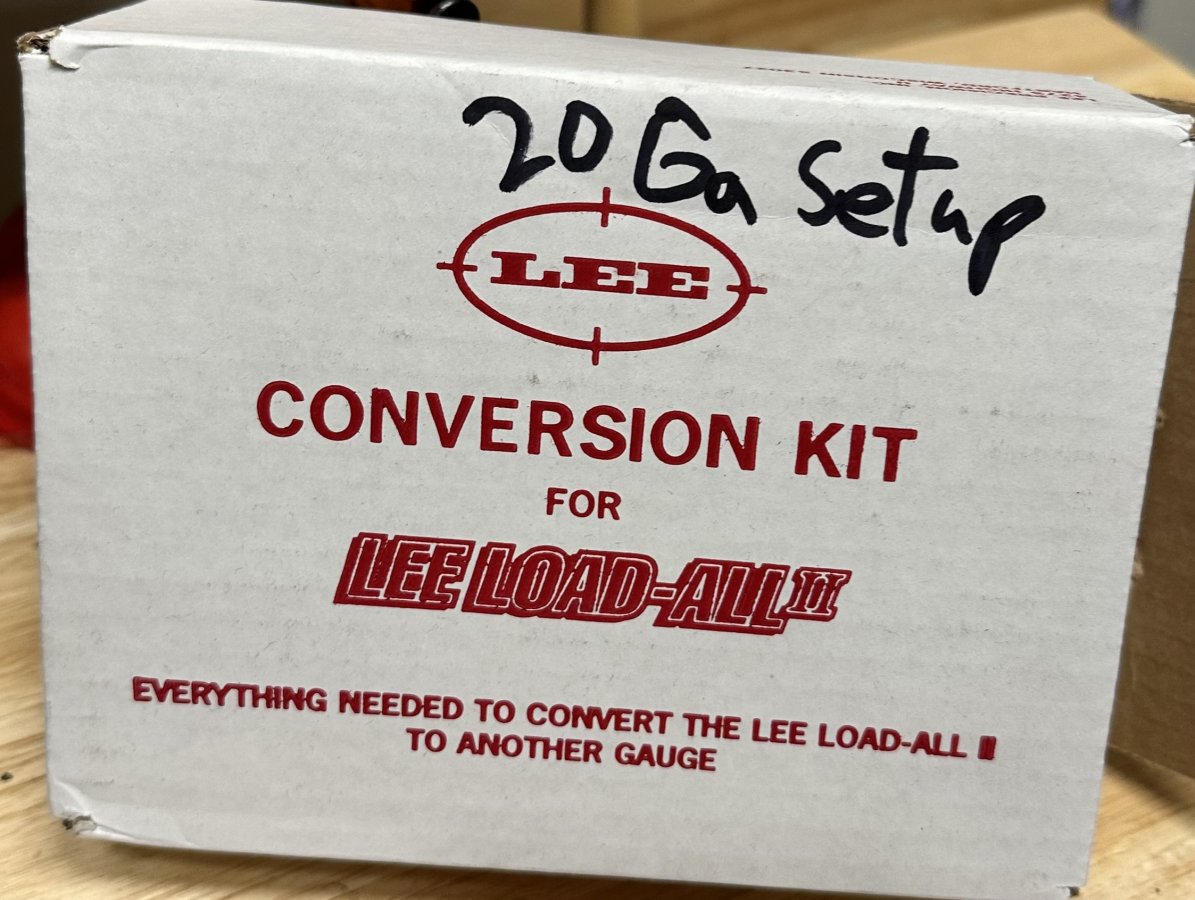 20 Ga Setup
LEE
CONVERSION KIT
FOR
LEE LOAD-ALL II
EVERYTHING NEEDED TO CONVERT THE LEE LOAD-ALL II
TO ANOTHER GAUGE